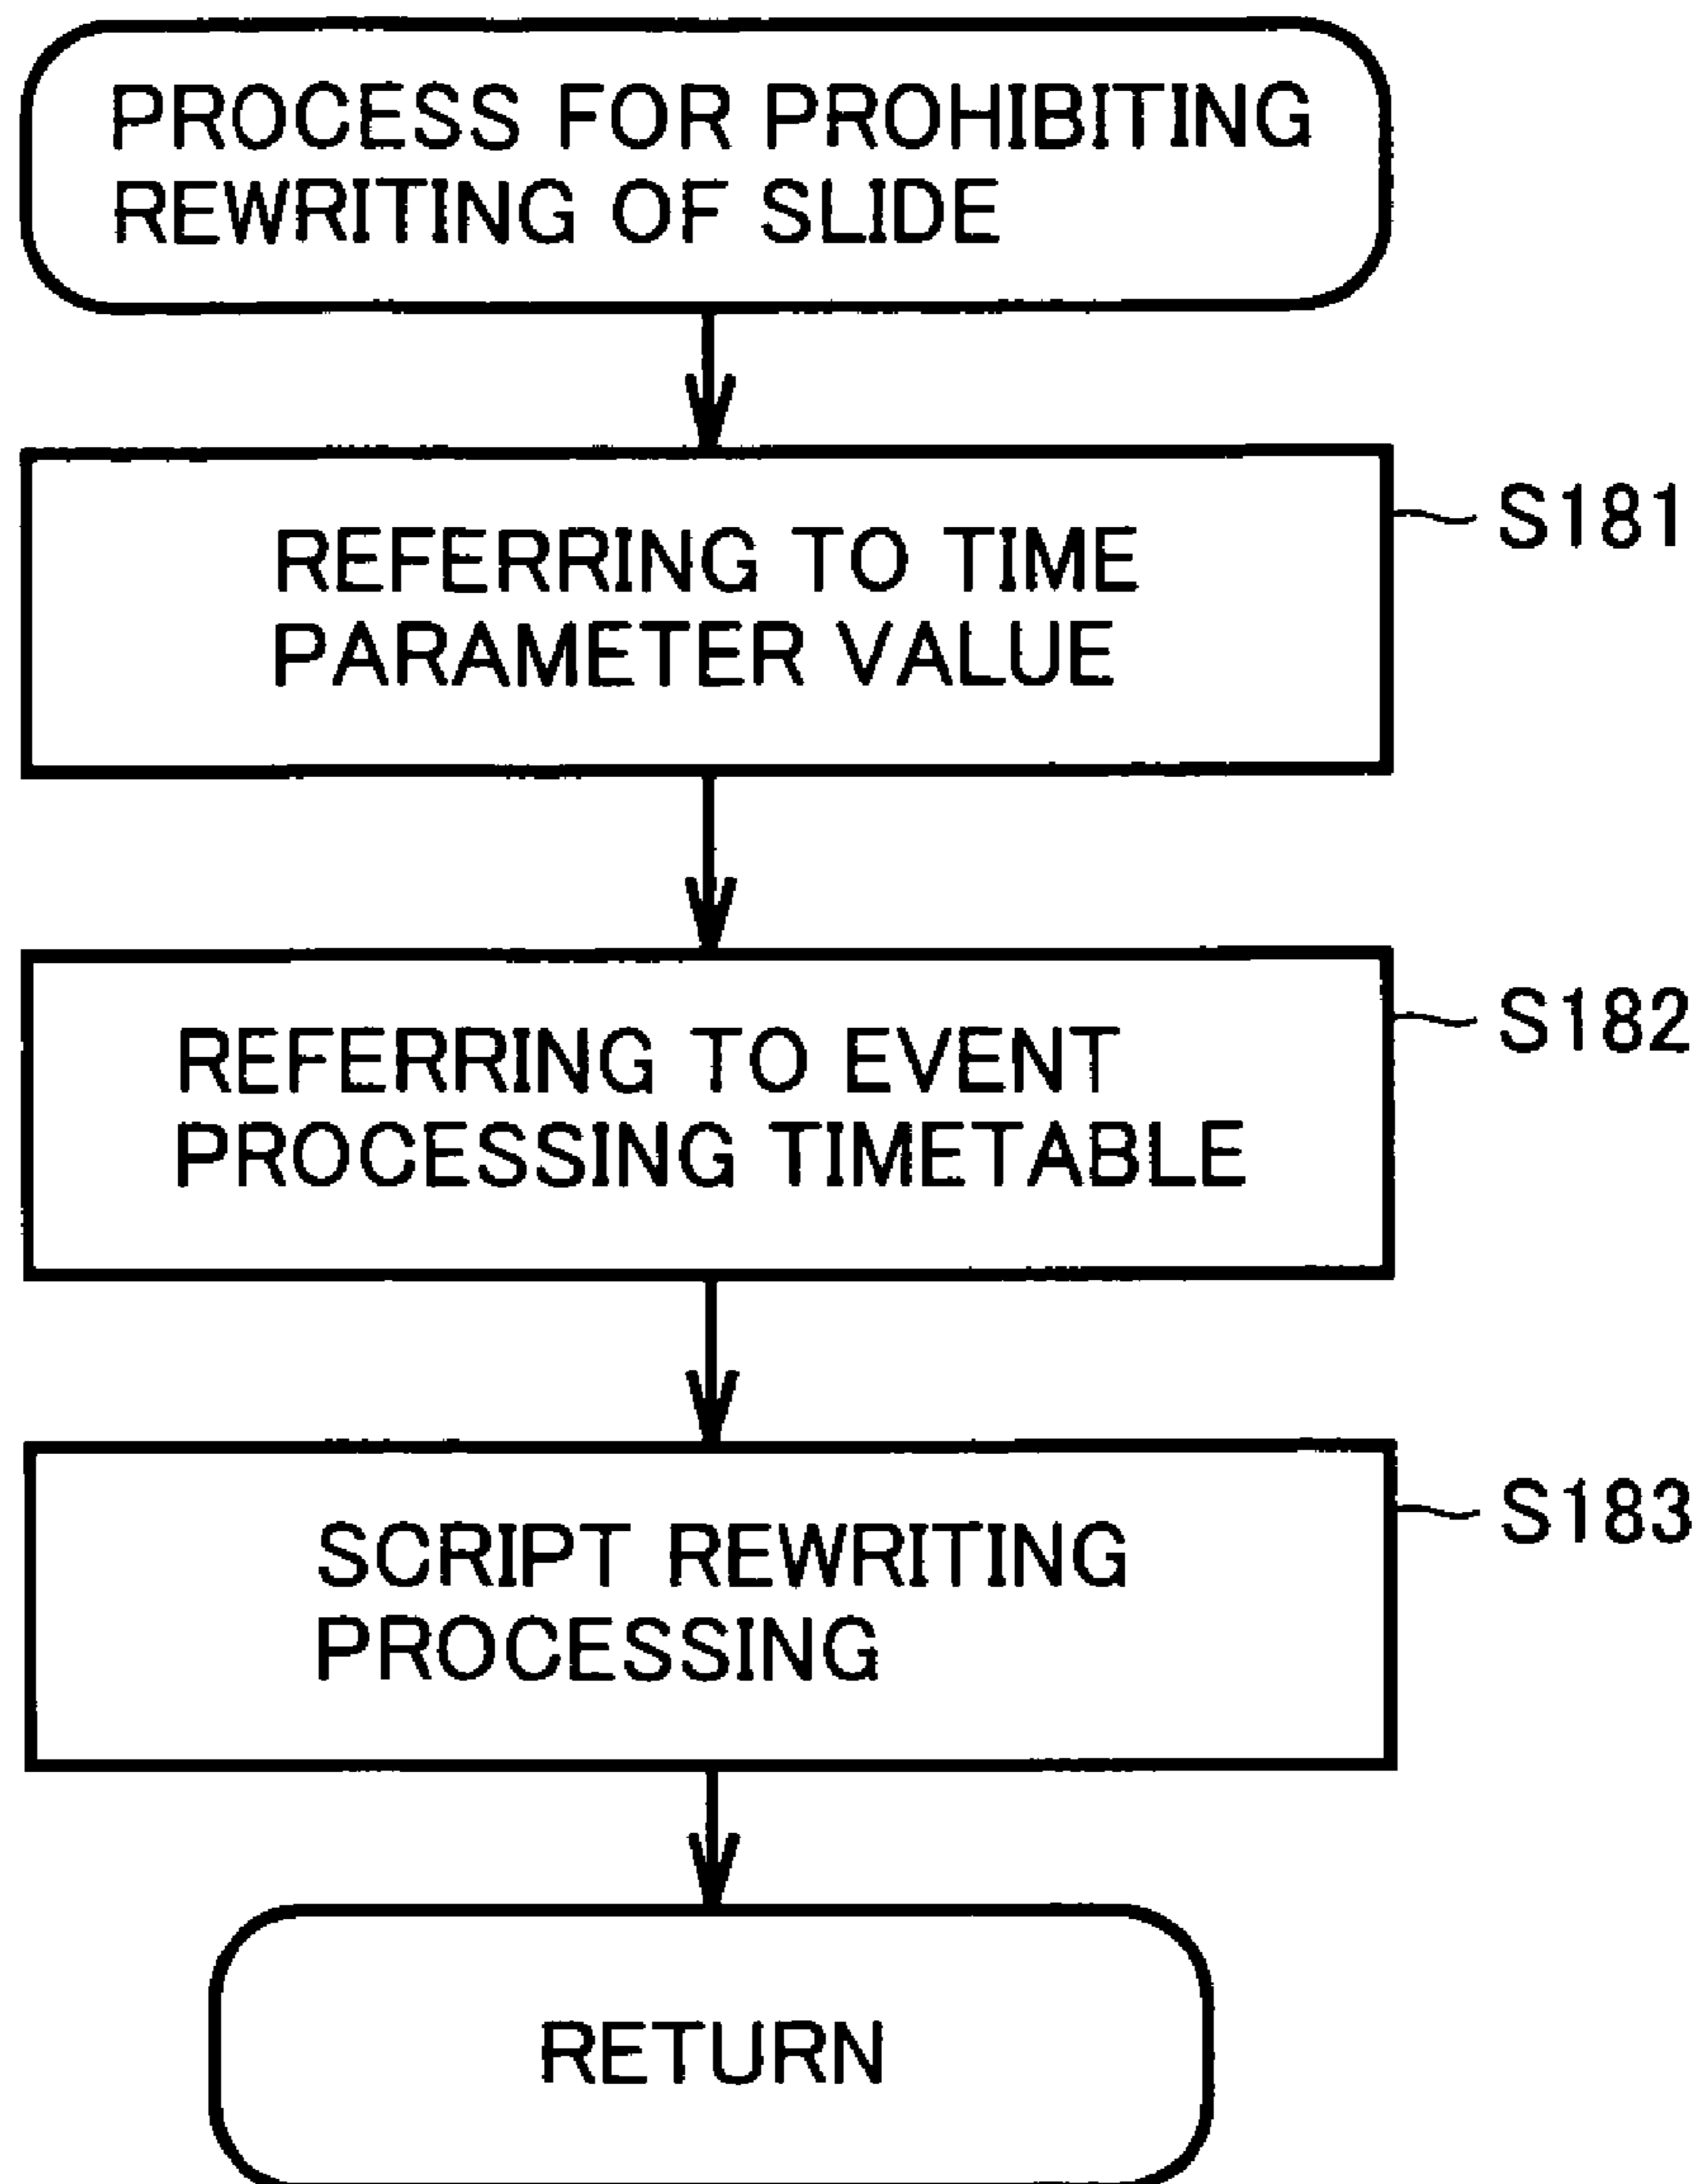 PROCESS FOR PROHIBITING
REWRITING OF SLIDE
REFERRING TO TIME
PARAMETER VALUE
S181
REFERRING TO EVENT
PROCESSING TIMETABLE
S182
SCRIPT REWRITING
PROCESSING
S183
RETURN